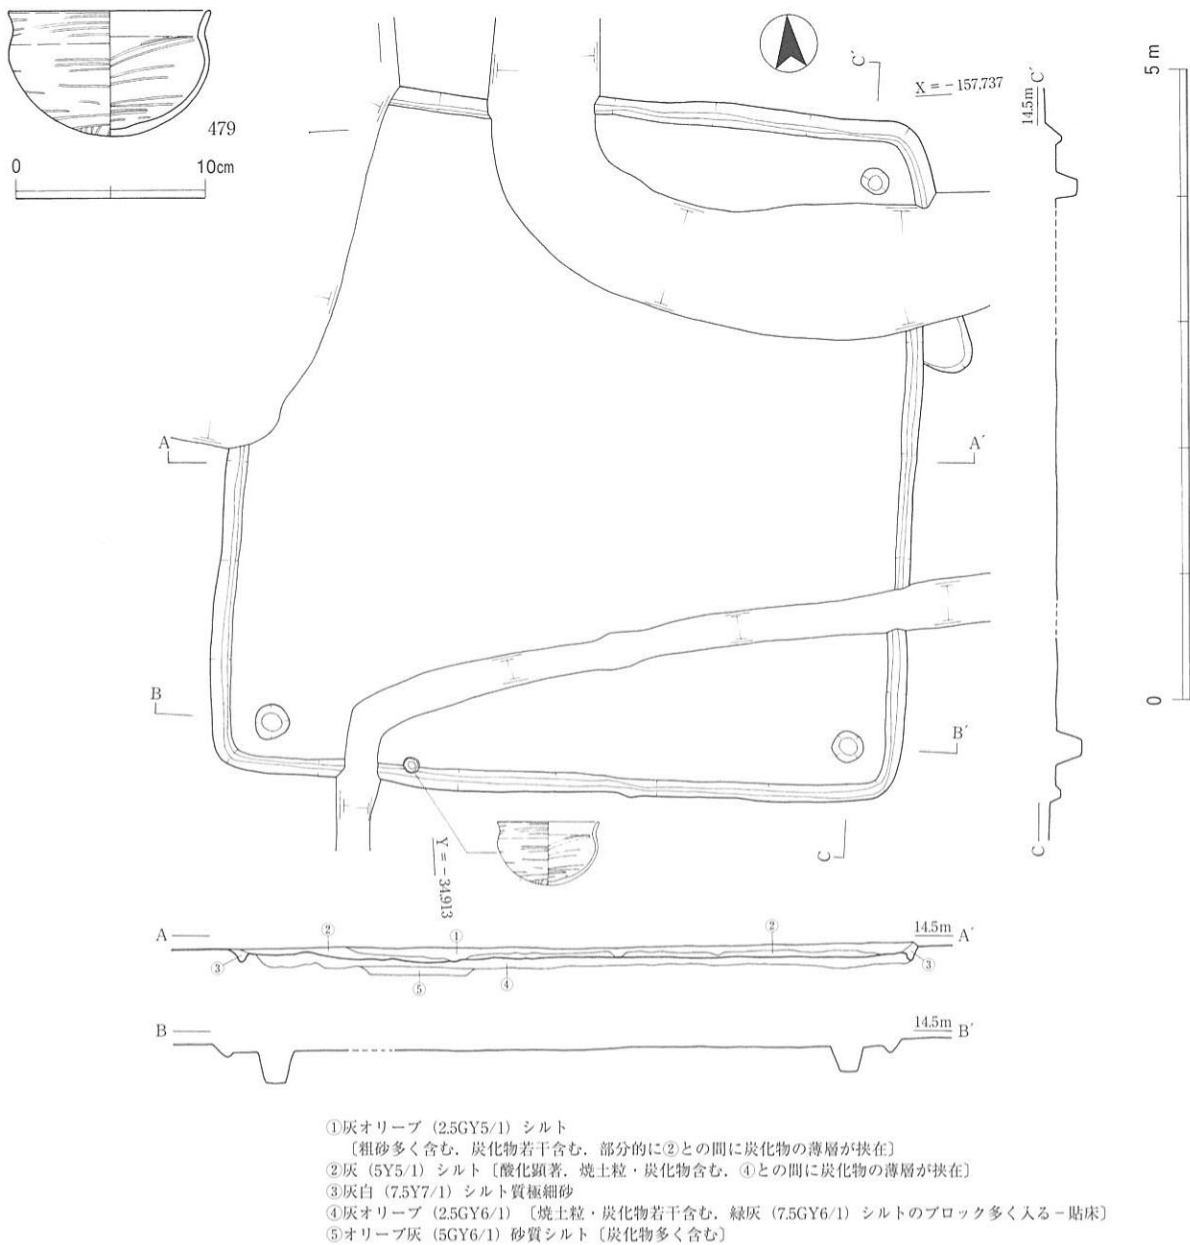 479
0 10cm
C´
X = −157,737
14.5m C´
5 m
A A´
B B´
0
Y = −34,913
C C
A ② ① ② 14.5m A´
③ ⑤ ④ ③
B 14.5m B´
①灰オリーブ (2.5GY5/1) シルト
〔粗砂多く含む．炭化物若干含む．部分的に②との間に炭化物の薄層が挟在〕
②灰 (5Y5/1) シルト〔酸化顕著．焼土粒・炭化物含む．④との間に炭化物の薄層が挟在〕
③灰白 (7.5Y7/1) シルト質極細砂
④灰オリーブ (2.5GY6/1) 〔焼土粒・炭化物若干含む．緑灰 (7.5GY6/1) シルトのブロック多く入る－貼床〕
⑤オリーブ灰 (5GY6/1) 砂質シルト〔炭化物多く含む〕